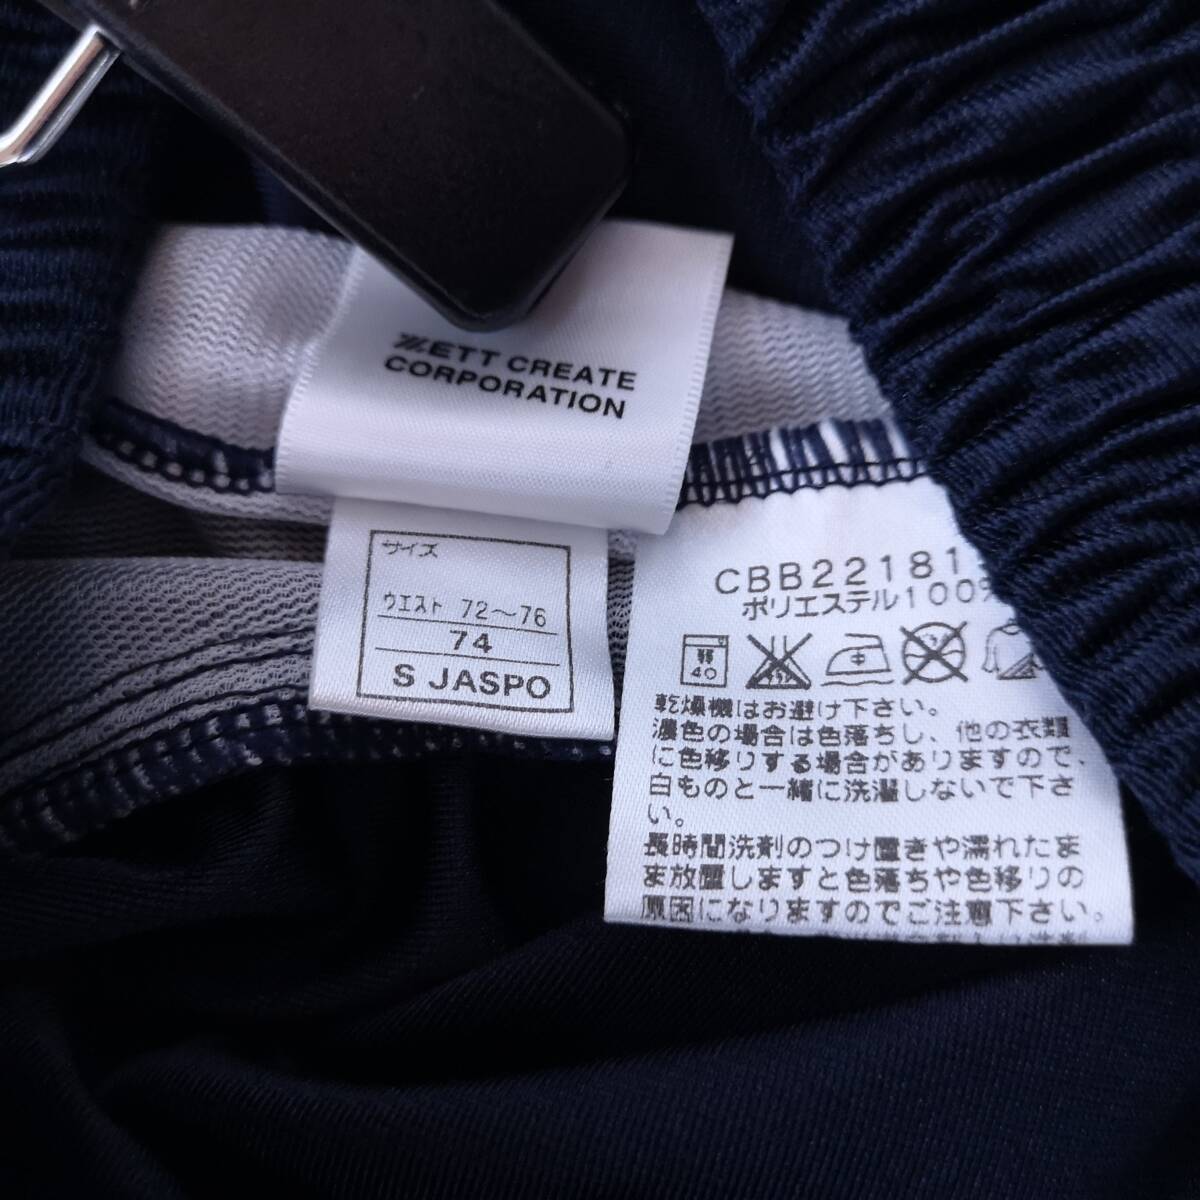 ZETT CREATE
CORPORATION
サイズ
ウエスト 72～76
74
S JASPO
CBB22181
ポリエステル100%
弱
40
乾燥機はお避け下さい。
濃色の場合は色落ちし、他の衣類
に色移りする場合がありますので、
白ものと一緒に洗濯しないで下さ
い。
長時間洗剤のつけ置きや濡れたま
ま放置しますと色落ちや色移りの
原因になりますのでご注意下さい。